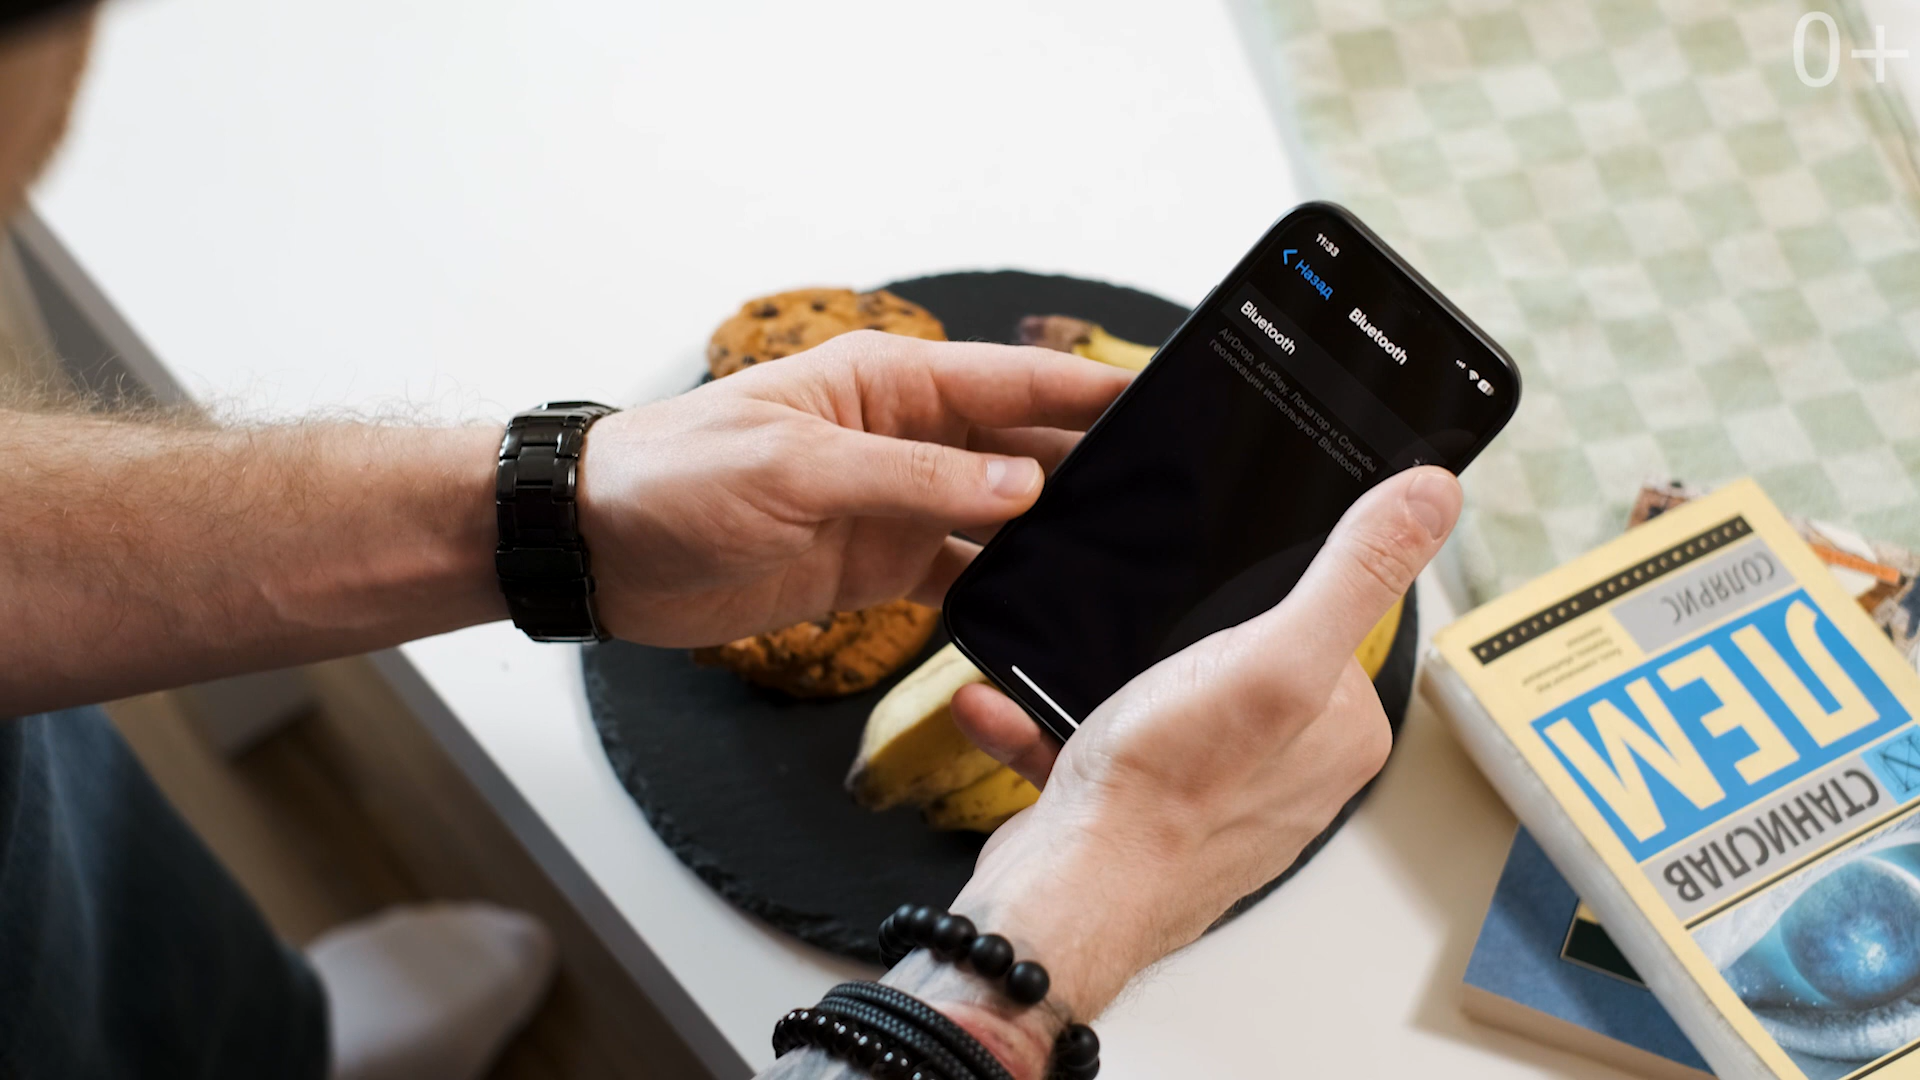 0+
11:33
Назад
Bluetooth
Bluetooth
AirDrop, AirPlay, Локатор и Службы
геолокации используют Bluetooth.
СТАНИСЛАВ
ЛЕМ
СОЛЯРИС